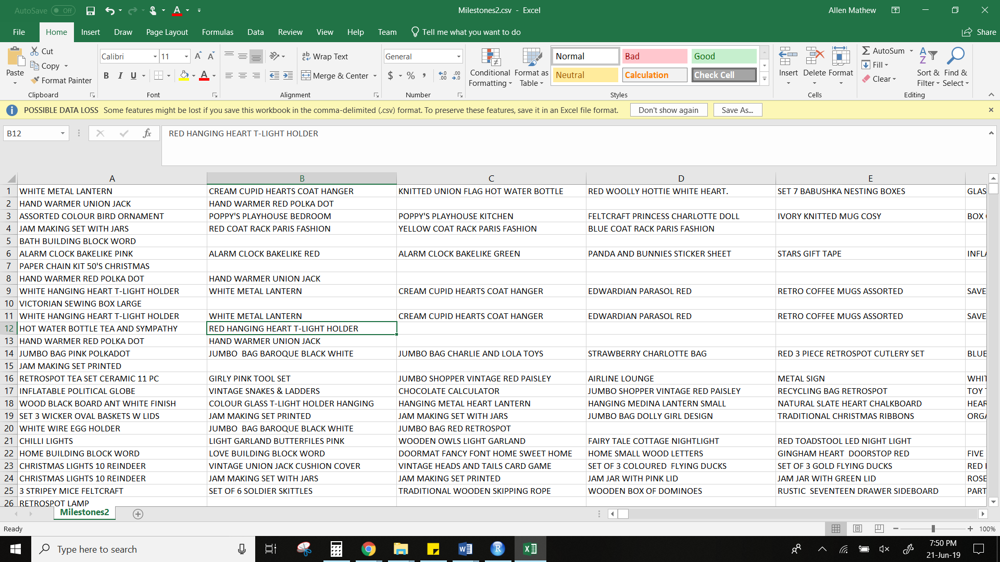 AutoSave Off
A
Milestones2.csv - Excel
Allen Mathew
File Home Insert Draw Page Layout Formulas Data Review View Help Team Tell me what you want to do Share
Paste
Cut
Copy
Format Painter
Clipboard
Calibri 11 A A
B I U A
Font
ab Wrap Text
Merge & Center
Alignment
General
$ % ,
Number
Conditional Formatting
Format as Table
Normal Bad Good
Neutral Calculation Check Cell
Styles
Insert Delete Format
Cells
AutoSum
Fill
Clear
Sort & Filter
Find & Select
Editing
POSSIBLE DATA LOSS Some features might be lost if you save this workbook in the comma-delimited (.csv) format. To preserve these features, save it in an Excel file format. Don't show again Save As...
B12 fx RED HANGING HEART T-LIGHT HOLDER
A B C D E
1 WHITE METAL LANTERN CREAM CUPID HEARTS COAT HANGER KNITTED UNION FLAG HOT WATER BOTTLE RED WOOLLY HOTTIE WHITE HEART. SET 7 BABUSHKA NESTING BOXES GLAS
2 HAND WARMER UNION JACK HAND WARMER RED POLKA DOT
3 ASSORTED COLOUR BIRD ORNAMENT POPPY'S PLAYHOUSE BEDROOM POPPY'S PLAYHOUSE KITCHEN FELTCRAFT PRINCESS CHARLOTTE DOLL IVORY KNITTED MUG COSY BOX
4 JAM MAKING SET WITH JARS RED COAT RACK PARIS FASHION YELLOW COAT RACK PARIS FASHION BLUE COAT RACK PARIS FASHION
5 BATH BUILDING BLOCK WORD
6 ALARM CLOCK BAKELIKE PINK ALARM CLOCK BAKELIKE RED ALARM CLOCK BAKELIKE GREEN PANDA AND BUNNIES STICKER SHEET STARS GIFT TAPE INFLA
7 PAPER CHAIN KIT 50'S CHRISTMAS
8 HAND WARMER RED POLKA DOT HAND WARMER UNION JACK
9 WHITE HANGING HEART T-LIGHT HOLDER WHITE METAL LANTERN CREAM CUPID HEARTS COAT HANGER EDWARDIAN PARASOL RED RETRO COFFEE MUGS ASSORTED SAVE
10 VICTORIAN SEWING BOX LARGE
11 WHITE HANGING HEART T-LIGHT HOLDER WHITE METAL LANTERN CREAM CUPID HEARTS COAT HANGER EDWARDIAN PARASOL RED RETRO COFFEE MUGS ASSORTED SAVE
12 HOT WATER BOTTLE TEA AND SYMPATHY RED HANGING HEART T-LIGHT HOLDER
13 HAND WARMER RED POLKA DOT HAND WARMER UNION JACK
14 JUMBO BAG PINK POLKADOT JUMBO  BAG BAROQUE BLACK WHITE JUMBO BAG CHARLIE AND LOLA TOYS STRAWBERRY CHARLOTTE BAG RED 3 PIECE RETROSPOT CUTLERY SET BLUE
15 JAM MAKING SET PRINTED
16 RETROSPOT TEA SET CERAMIC 11 PC GIRLY PINK TOOL SET JUMBO SHOPPER VINTAGE RED PAISLEY AIRLINE LOUNGE METAL SIGN WHIT
17 INFLATABLE POLITICAL GLOBE VINTAGE SNAKES & LADDERS CHOCOLATE CALCULATOR JUMBO SHOPPER VINTAGE RED PAISLEY RECYCLING BAG RETROSPOT TOY
18 WOOD BLACK BOARD ANT WHITE FINISH COLOUR GLASS T-LIGHT HOLDER HANGING HANGING METAL HEART LANTERN HANGING MEDINA LANTERN SMALL NATURAL SLATE HEART CHALKBOARD HEAR
19 SET 3 WICKER OVAL BASKETS W LIDS JAM MAKING SET PRINTED JAM MAKING SET WITH JARS JUMBO BAG DOLLY GIRL DESIGN TRADITIONAL CHRISTMAS RIBBONS ORGA
20 WHITE WIRE EGG HOLDER JUMBO  BAG BAROQUE BLACK WHITE JUMBO BAG RED RETROSPOT
21 CHILLI LIGHTS LIGHT GARLAND BUTTERFILES PINK WOODEN OWLS LIGHT GARLAND FAIRY TALE COTTAGE NIGHTLIGHT RED TOADSTOOL LED NIGHT LIGHT
22 HOME BUILDING BLOCK WORD LOVE BUILDING BLOCK WORD DOORMAT FANCY FONT HOME SWEET HOME HOME SMALL WOOD LETTERS GINGHAM HEART  DOORSTOP RED FIVE
23 CHRISTMAS LIGHTS 10 REINDEER VINTAGE UNION JACK CUSHION COVER VINTAGE HEADS AND TAILS CARD GAME SET OF 3 COLOURED  FLYING DUCKS SET OF 3 GOLD FLYING DUCKS RED
24 CHRISTMAS LIGHTS 10 REINDEER JAM MAKING SET WITH JARS JAM MAKING SET PRINTED JAM JAR WITH PINK LID JAM JAR WITH GREEN LID ROSE
25 3 STRIPEY MICE FELTCRAFT SET OF 6 SOLDIER SKITTLES TRADITIONAL WOODEN SKIPPING ROPE WOODEN BOX OF DOMINOES RUSTIC  SEVENTEEN DRAWER SIDEBOARD PART
26 RETROSPOT LAMP
Milestones2
Ready 100%
Type here to search
7:50 PM
21-Jun-19